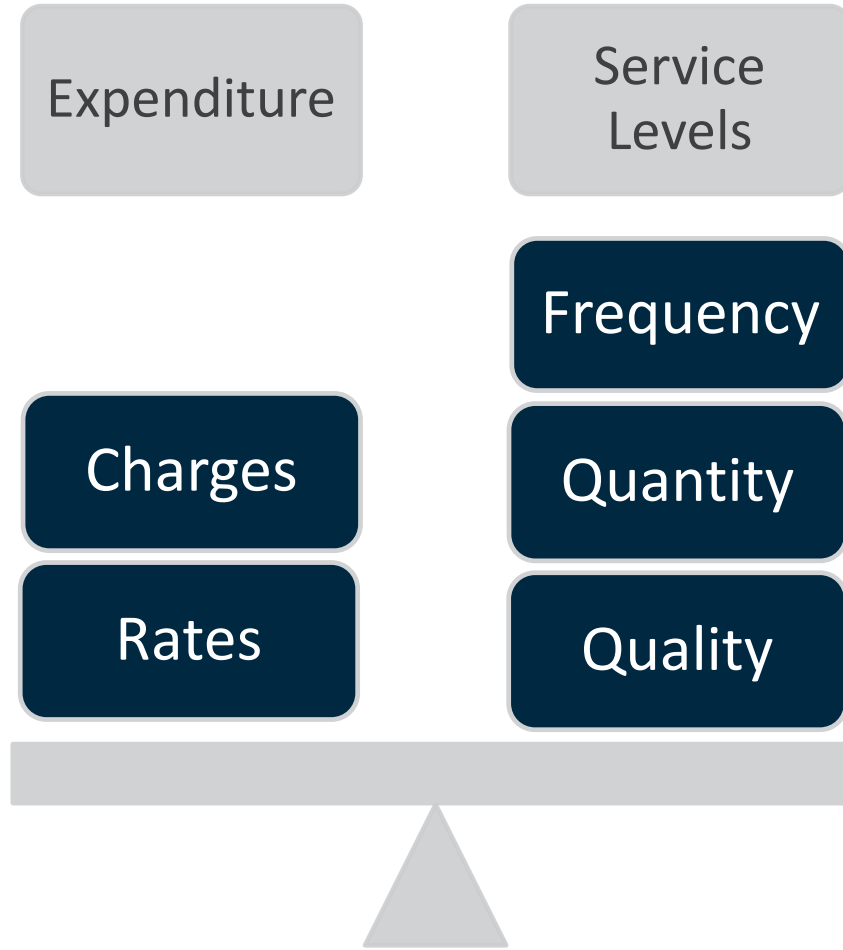 Expenditure
Service
Levels
Frequency
Charges
Quantity
Rates
Quality